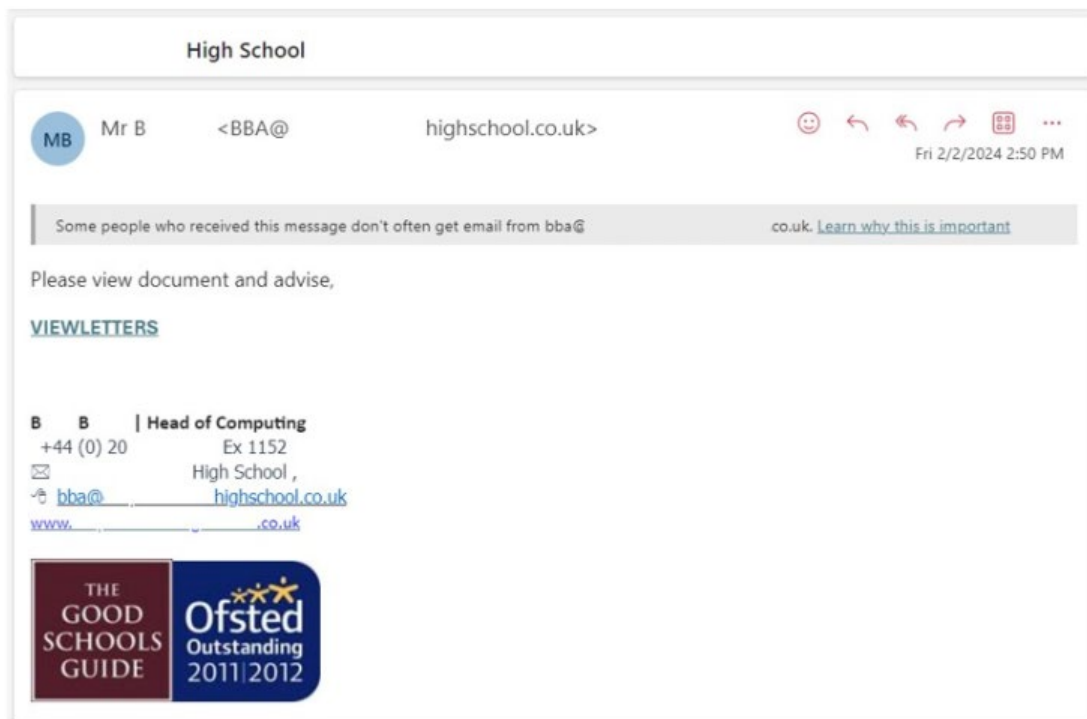 High School
MB
Mr B <BBA@ highschool.co.uk>
Fri 2/2/2024 2:50 PM
Some people who received this message don't often get email from bba@ co.uk. Learn why this is important
Please view document and advise,
VIEWLETTERS
B B | Head of Computing
+44 (0) 20 Ex 1152
High School ,
bba@ highschool.co.uk
www. .co.uk
THE
GOOD
SCHOOLS
GUIDE
Ofsted
Outstanding
2011|2012